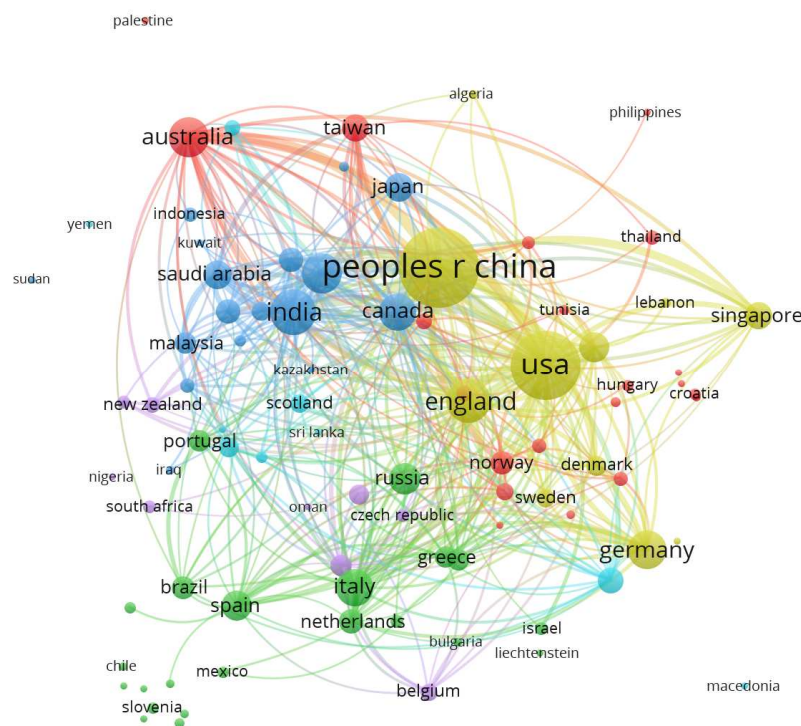 palestine
algeria
philippines
australia
taiwan
japan
indonesia
yemen
kuwait
thailand
saudi arabia
peoples r china
sudan
india
canada
tunisia
lebanon
singapore
malaysia
kazakhstan
usa
hungary
croatia
new zealand
scotland
england
sri lanka
portugal
iraq
nigeria
russia
norway
denmark
south africa
oman
czech republic
sweden
greece
germany
brazil
spain
italy
netherlands
bulgaria
israel
liechtenstein
chile
mexico
belgium
macedonia
slovenia